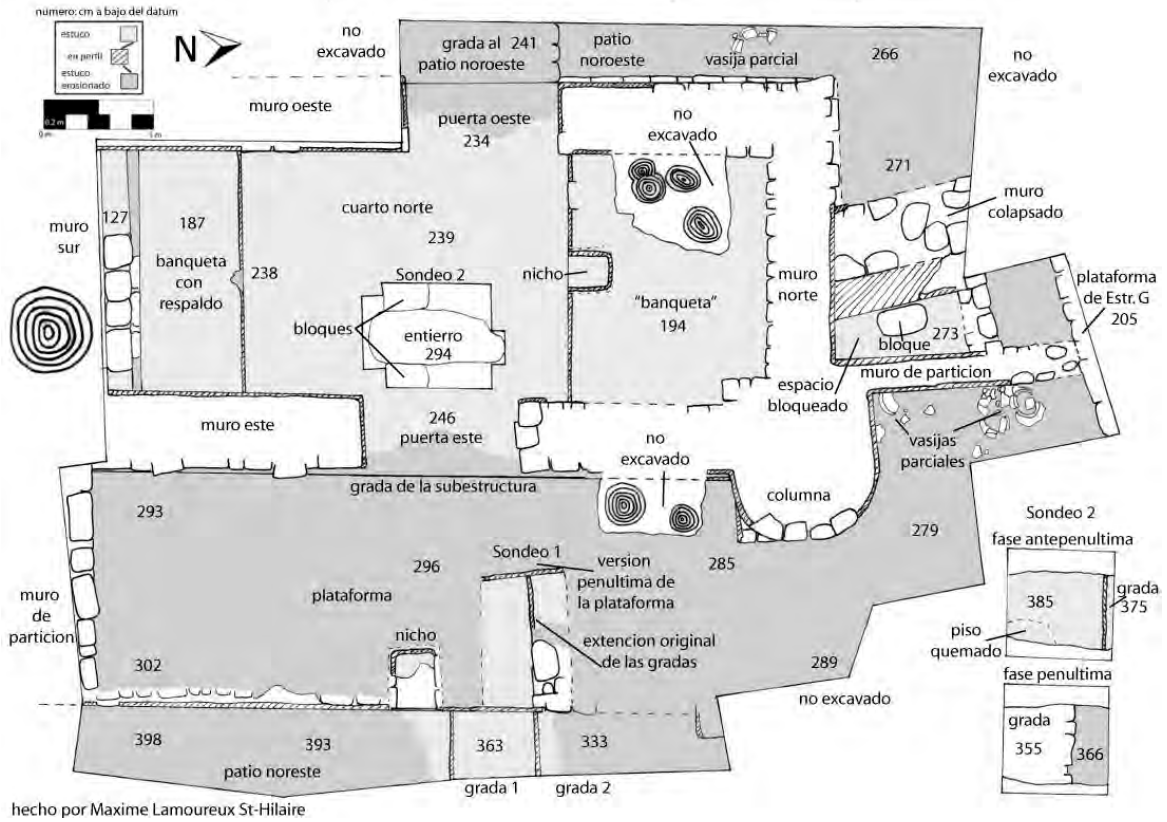 número: cm a bajo del datum
estuco
en perfil
estuco
erosionado
0.2 m
0 m
1 m
N
no
excavado
grada al
patio noroeste
241
patio
noroeste
vasija parcial
266
no
excavado
muro oeste
puerta oeste
234
no
excavado
271
muro
colapsado
muro
sur
127
187
banqueta
con
respaldo
238
cuarto norte
239
Sondeo 2
bloques
entierro
294
nicho
"banqueta"
194
muro
norte
plataforma
de Estr. G
205
bloque
273
muro de particion
espacio
bloqueado
muro este
246
puerta este
no
excavado
vasijas
parciales
grada de la subestructura
columna
293
296
Sondeo 1
version
penultima de
la plataforma
285
279
muro
de
particion
plataforma
nicho
extencion original
de las gradas
302
289
no excavado
398
393
patio noreste
363
333
grada 1
grada 2
Sondeo 2
fase antepenultima
385
grada
375
piso
quemado
fase penultima
grada
355
366
hecho por Maxime Lamoureux St-Hilaire